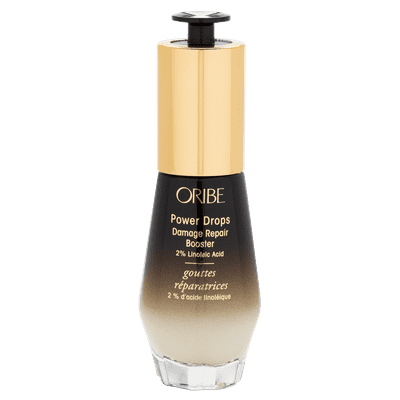 ORIBE
Power Drops
Damage Repair
Booster
2% Linoleic Acid
gouttes
réparatrices
2 % d'acide linoléique